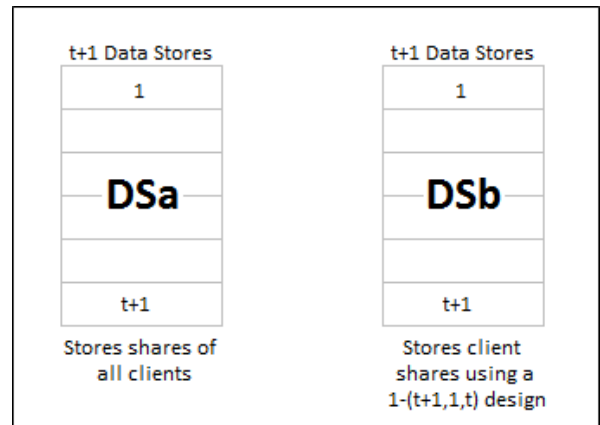 t+1 Data Stores
1
DSa
t+1
Stores shares of
all clients
t+1 Data Stores
1
DSb
t+1
Stores client
shares using a
1-(t+1,1,t) design